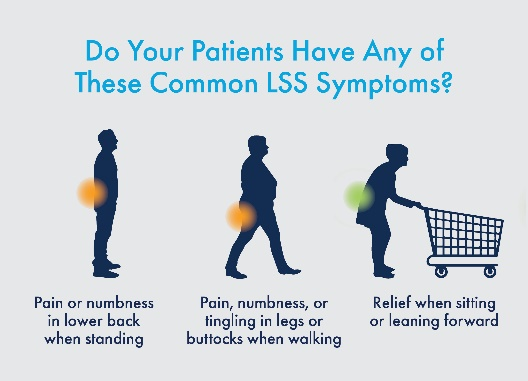 Do Your Patients Have Any of
These Common LSS Symptoms?
Pain or numbness
in lower back
when standing
Pain, numbness, or
tingling in legs or
buttocks when walking
Relief when sitting
or leaning forward